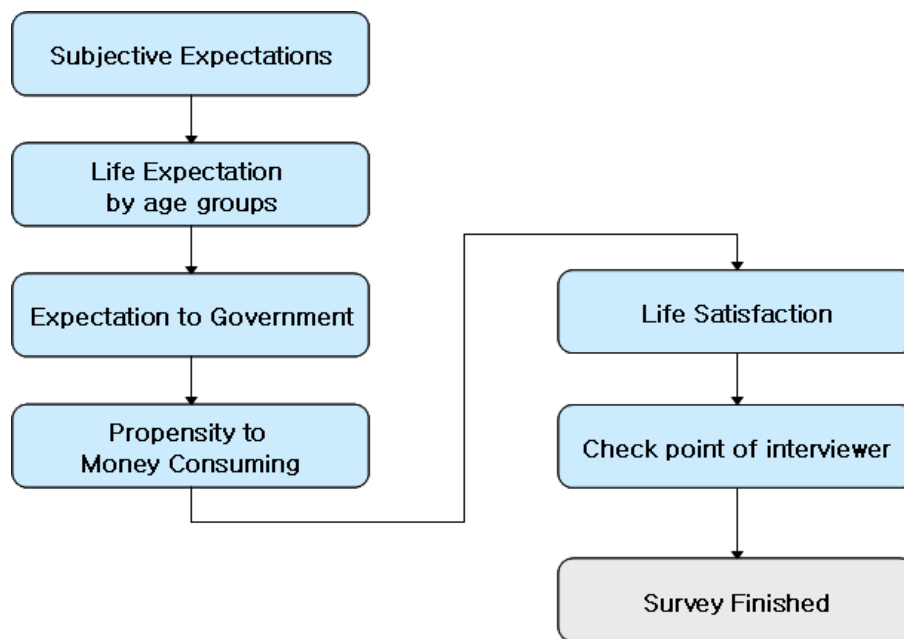 Subjective Expectations
Life Expectation
by age groups
Expectation to Government
Propensity to
Money Consuming
Life Satisfaction
Check point of interviewer
Survey Finished